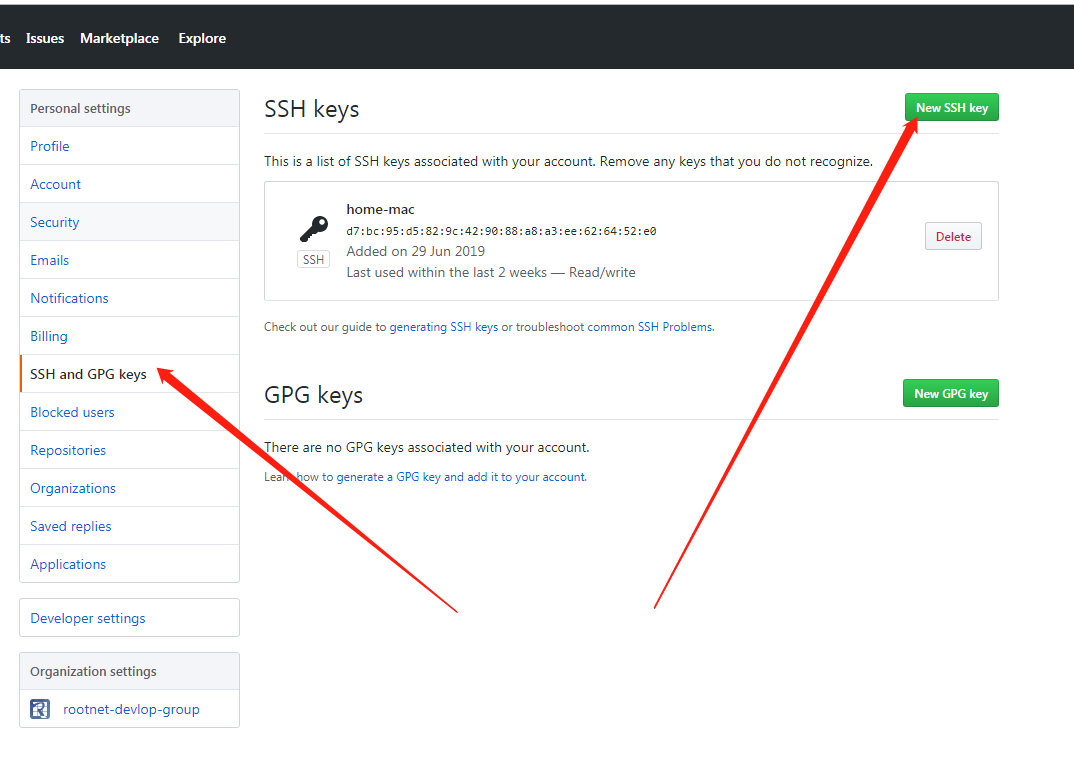 ts Issues Marketplace Explore
Personal settings
Profile
Account
Security
Emails
Notifications
Billing
SSH and GPG keys
Blocked users
Repositories
Organizations
Saved replies
Applications
Developer settings
Organization settings
rootnet-devlop-group
SSH keys
New SSH key
This is a list of SSH keys associated with your account. Remove any keys that you do not recognize.
SSH
home-mac
d7:bc:95:d5:82:9c:42:90:88:a8:a3:ee:62:64:52:e0
Added on 29 Jun 2019
Last used within the last 2 weeks — Read/write
Delete
Check out our guide to generating SSH keys or troubleshoot common SSH Problems.
GPG keys
New GPG key
There are no GPG keys associated with your account.
Learn how to generate a GPG key and add it to your account.